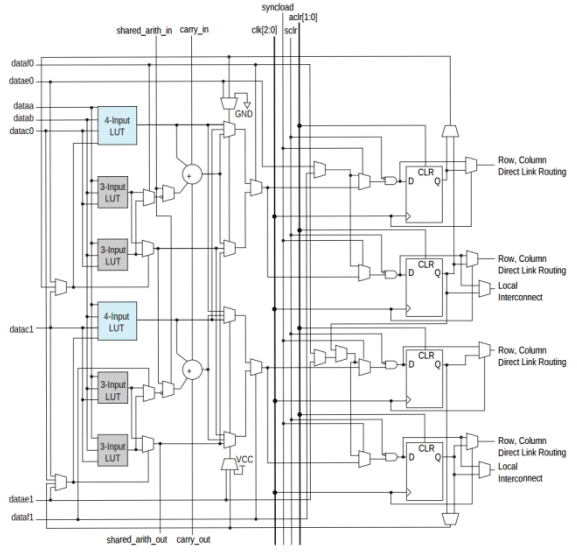 syncload
aclr[1:0]
shared_arith_in
carry_in
clk[2:0]
sclr
dataf0
datae0
dataa
datab
datac0
GND
4-Input
LUT
3-Input
LUT
3-Input
LUT
+
CLR
D
Q
Row, Column
Direct Link Routing
CLR
D
Q
Row, Column
Direct Link Routing
Local
Interconnect
datac1
4-Input
LUT
3-Input
LUT
3-Input
LUT
+
VCC
CLR
D
Q
Row, Column
Direct Link Routing
CLR
D
Q
Row, Column
Direct Link Routing
Local
Interconnect
datae1
dataf1
shared_arith_out
carry_out